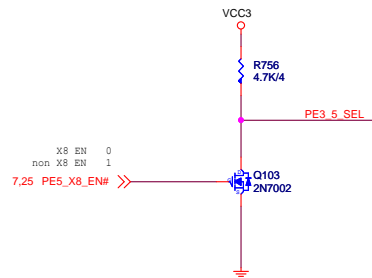 VCC3
R756
4.7K/4
PE3_5_SEL
X8 EN 0
non X8 EN 1
7,25 PE5_X8_EN#
Q103
2N7002